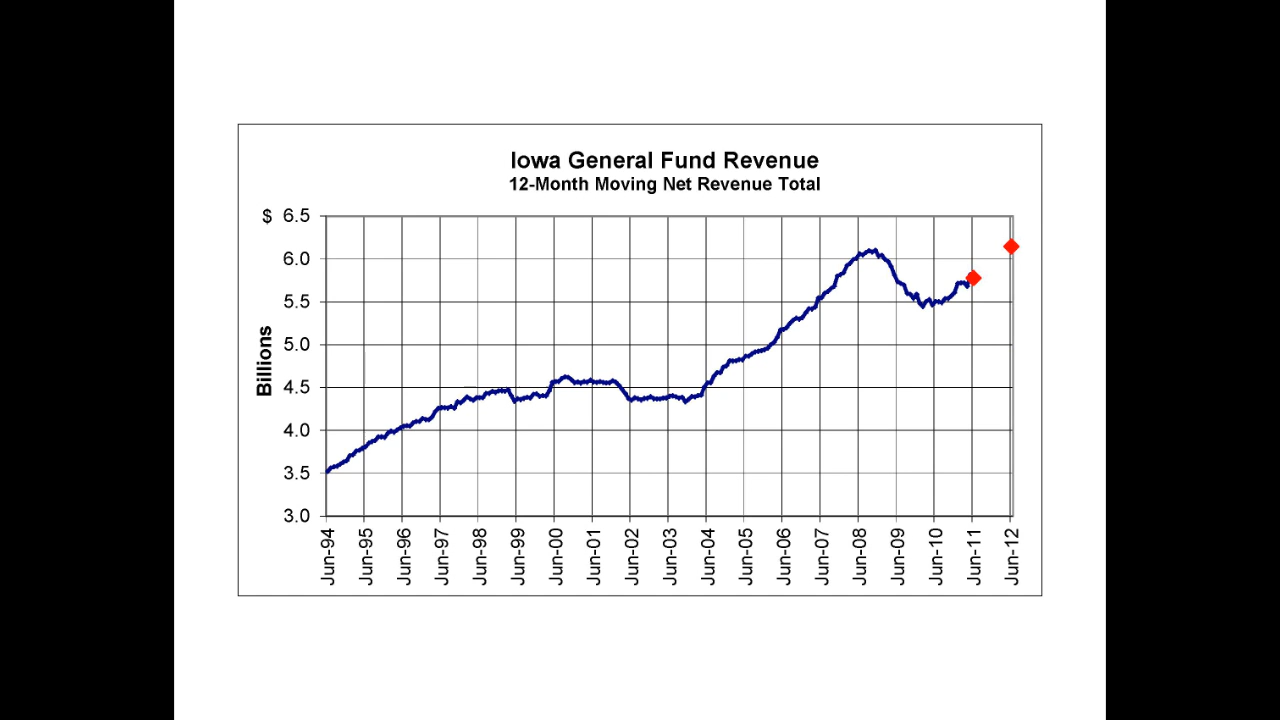 Iowa General Fund Revenue
12-Month Moving Net Revenue Total
$ 6.5
6.0
5.5
5.0
4.5
4.0
3.5
3.0
Billions
Jun-94 Jun-95 Jun-96 Jun-97 Jun-98 Jun-99 Jun-00 Jun-01 Jun-02 Jun-03 Jun-04 Jun-05 Jun-06 Jun-07 Jun-08 Jun-09 Jun-10 Jun-11 Jun-12